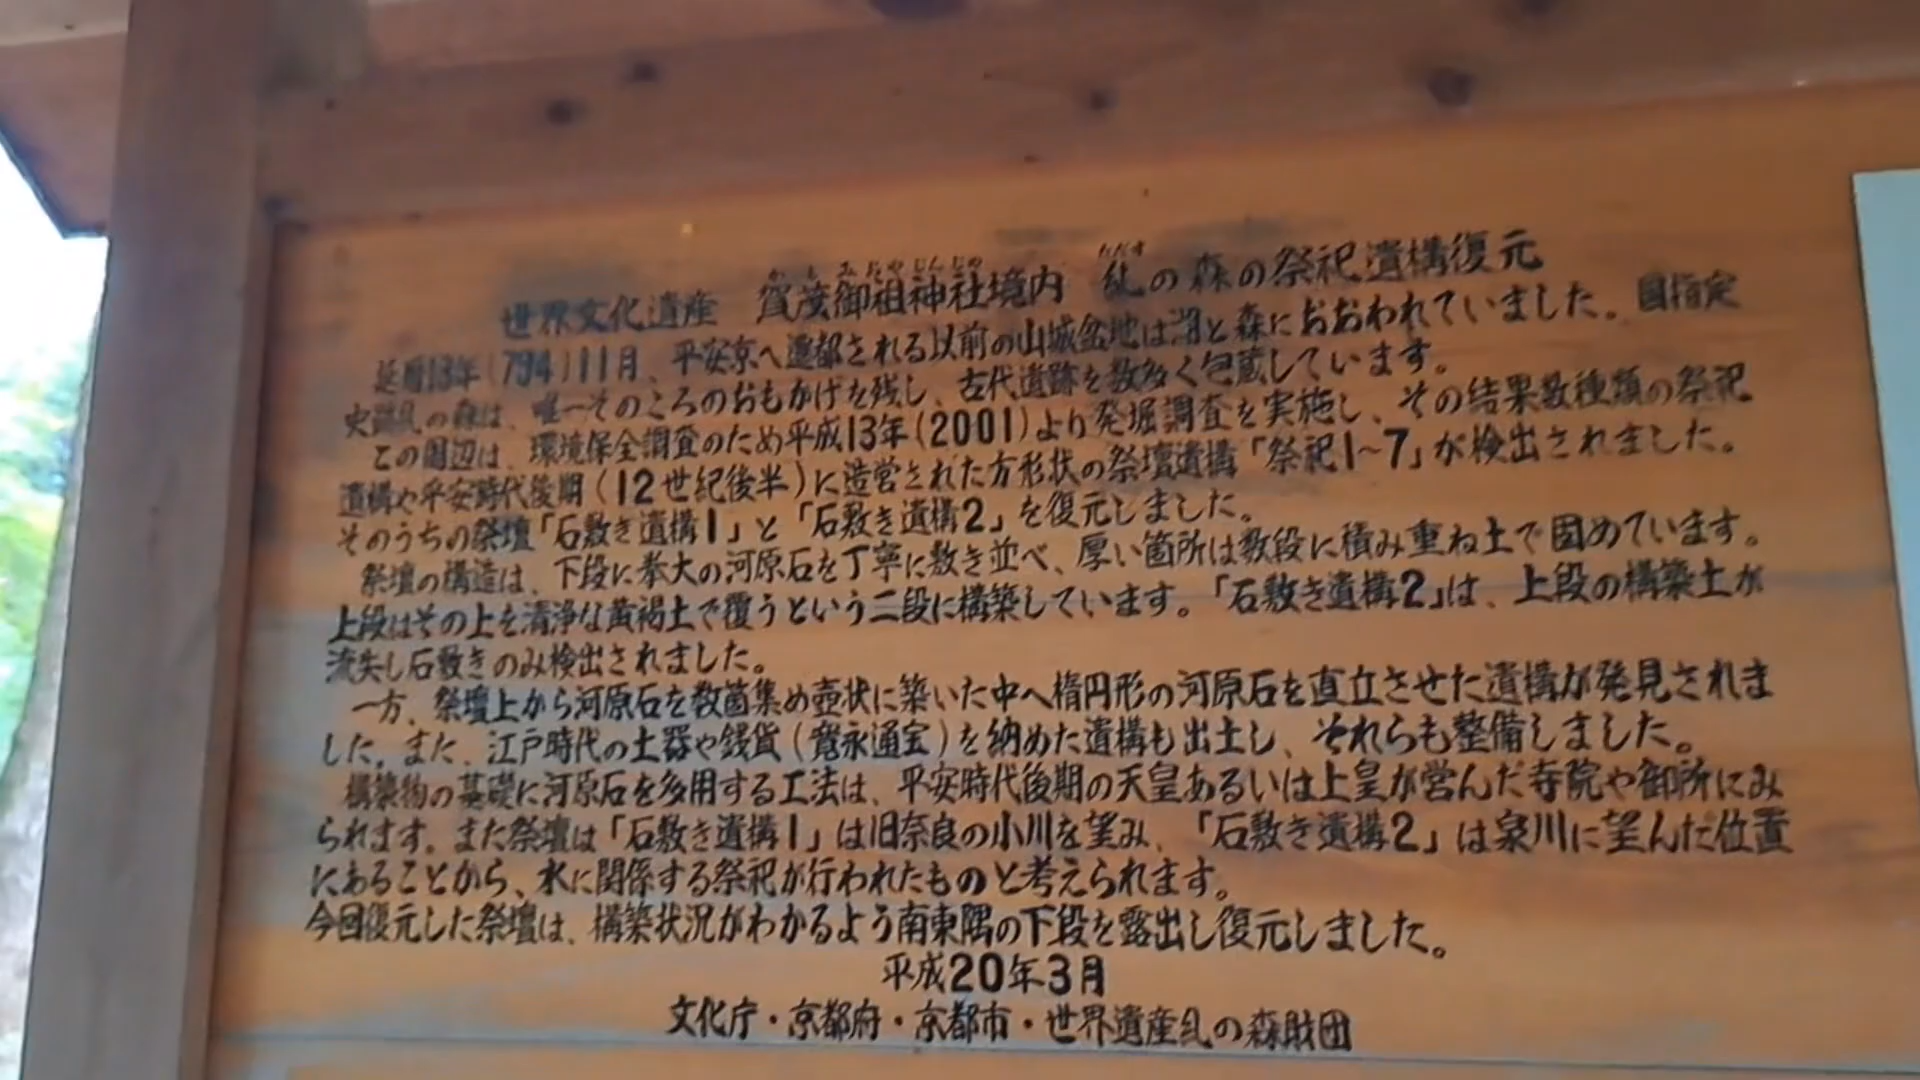 世界文化遺産 賀茂御祖神社境内 糺の森の祭祀遺構復元
延暦13年(794)11月、平安京へ遷都される以前の山城盆地は湖と森におおわれていました。国指定
史跡糺の森は、唯一そのころのおもかげを残し、古代遺跡を数多く包蔵しています。
この周辺は、環境保全調査のため平成13年(2001)より発掘調査を実施し、その結果数種類の祭祀
遺構や平安時代後期(12世紀後半)に造営された方形状の祭壇遺構「祭祀1~7」が検出されました。
そのうちの祭壇「石敷き遺構1」と「石敷き遺構2」を復元しました。
祭壇の構造は、下段に拳大の河原石を丁寧に敷き並べ、厚い箇所は数段に積み重ね土で固めています。
上段はその上を清浄な黄褐土で覆うという二段に構築しています。「石敷き遺構2」は、上段の構築土が
流失し石敷きのみ検出されました。
一方、祭壇上から河原石を数箇集め壺状に築いた中へ楕円形の河原石を直立させた遺構が発見されま
した。また、江戸時代の土器や銭貨(寛永通宝)を納めた遺構も出土し、それらも整備しました。
構築物の基礎に河原石を多用する工法は、平安時代後期の天皇あるいは上皇が営んだ寺院や御所にみ
られます。また祭壇は「石敷き遺構1」は旧奈良の小川を望み、「石敷き遺構2」は泉川に望んだ位置
にあることから、水に関係する祭祀が行われたものと考えられます。
今回復元した祭壇は、構築状況がわかるよう南東隅の下段を露出し復元しました。
平成20年3月
文化庁・京都府・京都市・世界遺産糺の森財団